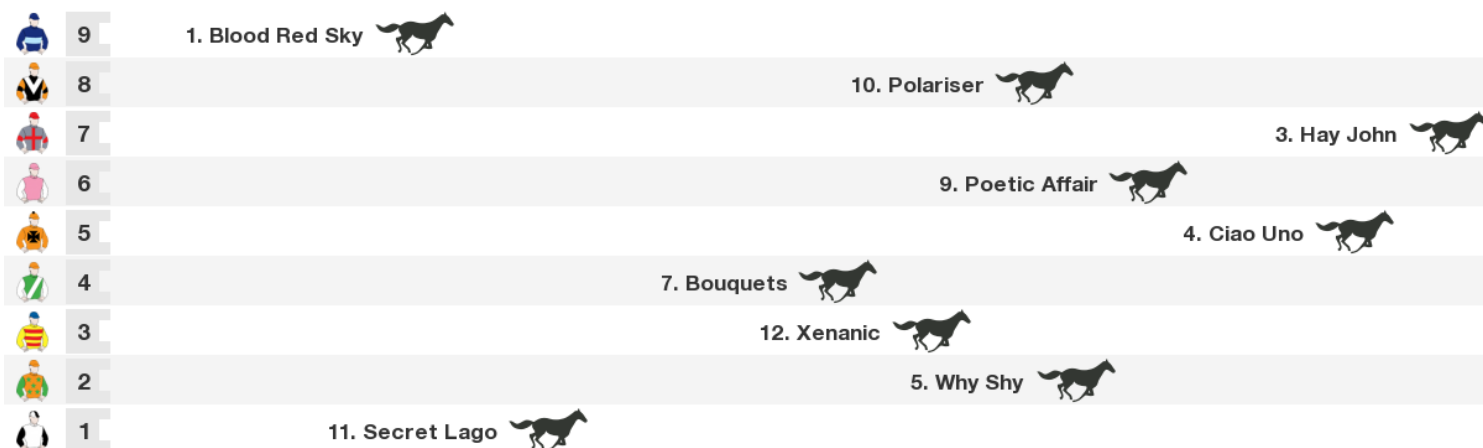 9 1. Blood Red Sky
8 10. Polariser
7 3. Hay John
6 9. Poetic Affair
5 4. Ciao Uno
4 7. Bouquets
3 12. Xenanic
2 5. Why Shy
1 11. Secret Lago